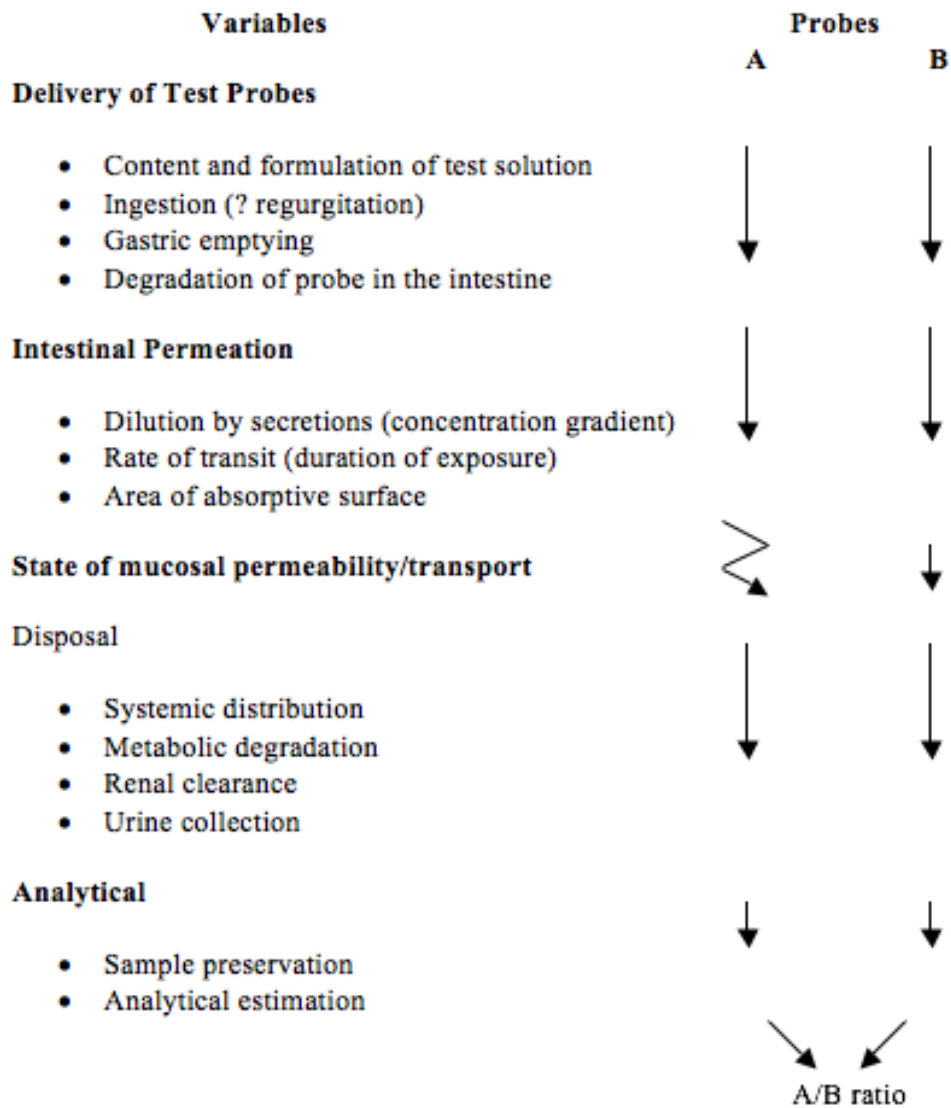 Variables Probes
A B
Delivery of Test Probes
• Content and formulation of test solution
• Ingestion (? regurgitation)
• Gastric emptying
• Degradation of probe in the intestine
Intestinal Permeation
• Dilution by secretions (concentration gradient)
• Rate of transit (duration of exposure)
• Area of absorptive surface
State of mucosal permeability/transport
Disposal
• Systemic distribution
• Metabolic degradation
• Renal clearance
• Urine collection
Analytical
• Sample preservation
• Analytical estimation
A/B ratio